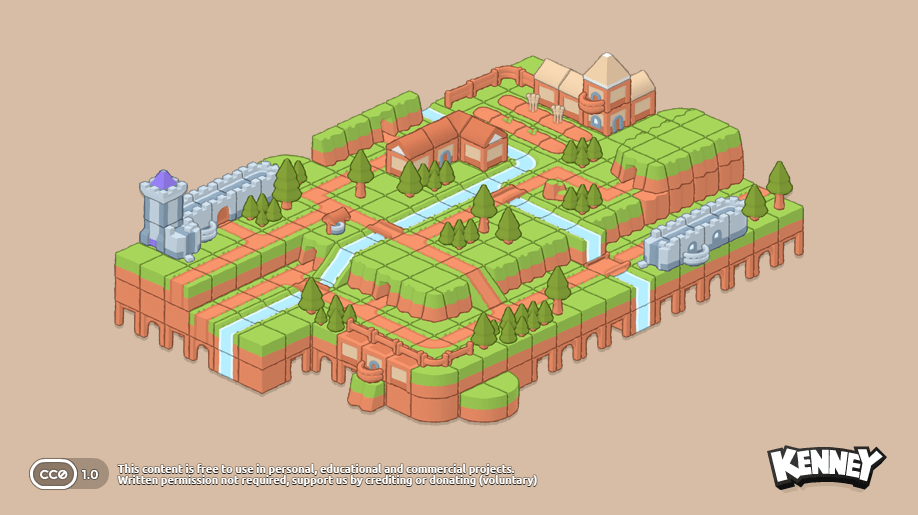 CC0 1.0
This content is free to use in personal, educational and commercial projects.
Written permission not required, support us by crediting or donating (voluntary)
KENNEY